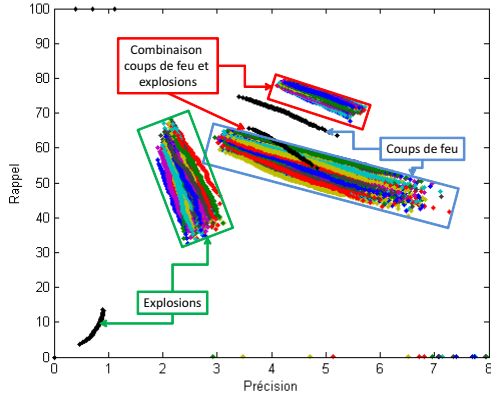 100
90
80
70
60
50
40
30
20
10
0
Rappel
Combinaison
coups de feu et
explosions
Coups de feu
Explosions
0 1 2 3 4 5 6 7 8
Précision